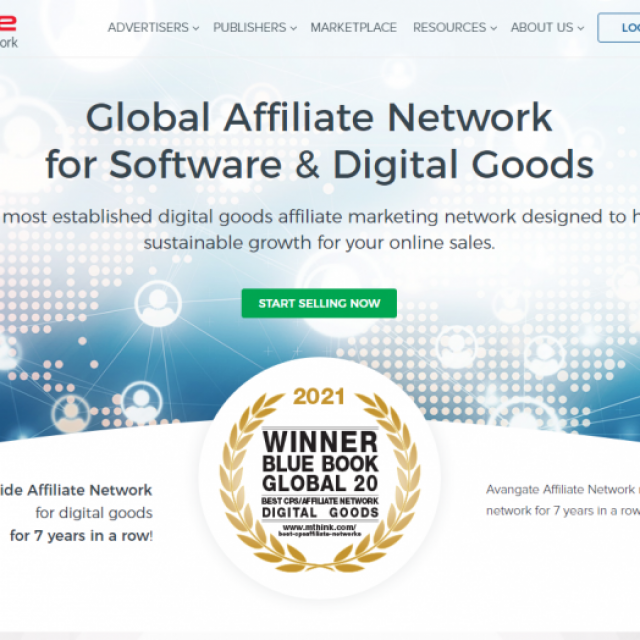 ork
ADVERTISERS PUBLISHERS MARKETPLACE RESOURCES ABOUT US LO
Global Affiliate Network
for Software & Digital Goods
most established digital goods affiliate marketing network designed to h
sustainable growth for your online sales.
START SELLING NOW
2021
WINNER
BLUE BOOK
GLOBAL 20
BEST CPS/AFFILIATE NETWORK
DIGITAL GOODS
www.mthink.com/
best-cpsaffiliate-networks
ide Affiliate Network
for digital goods
for 7 years in a row!
Avangate Affiliate Network
network for 7 years in a row